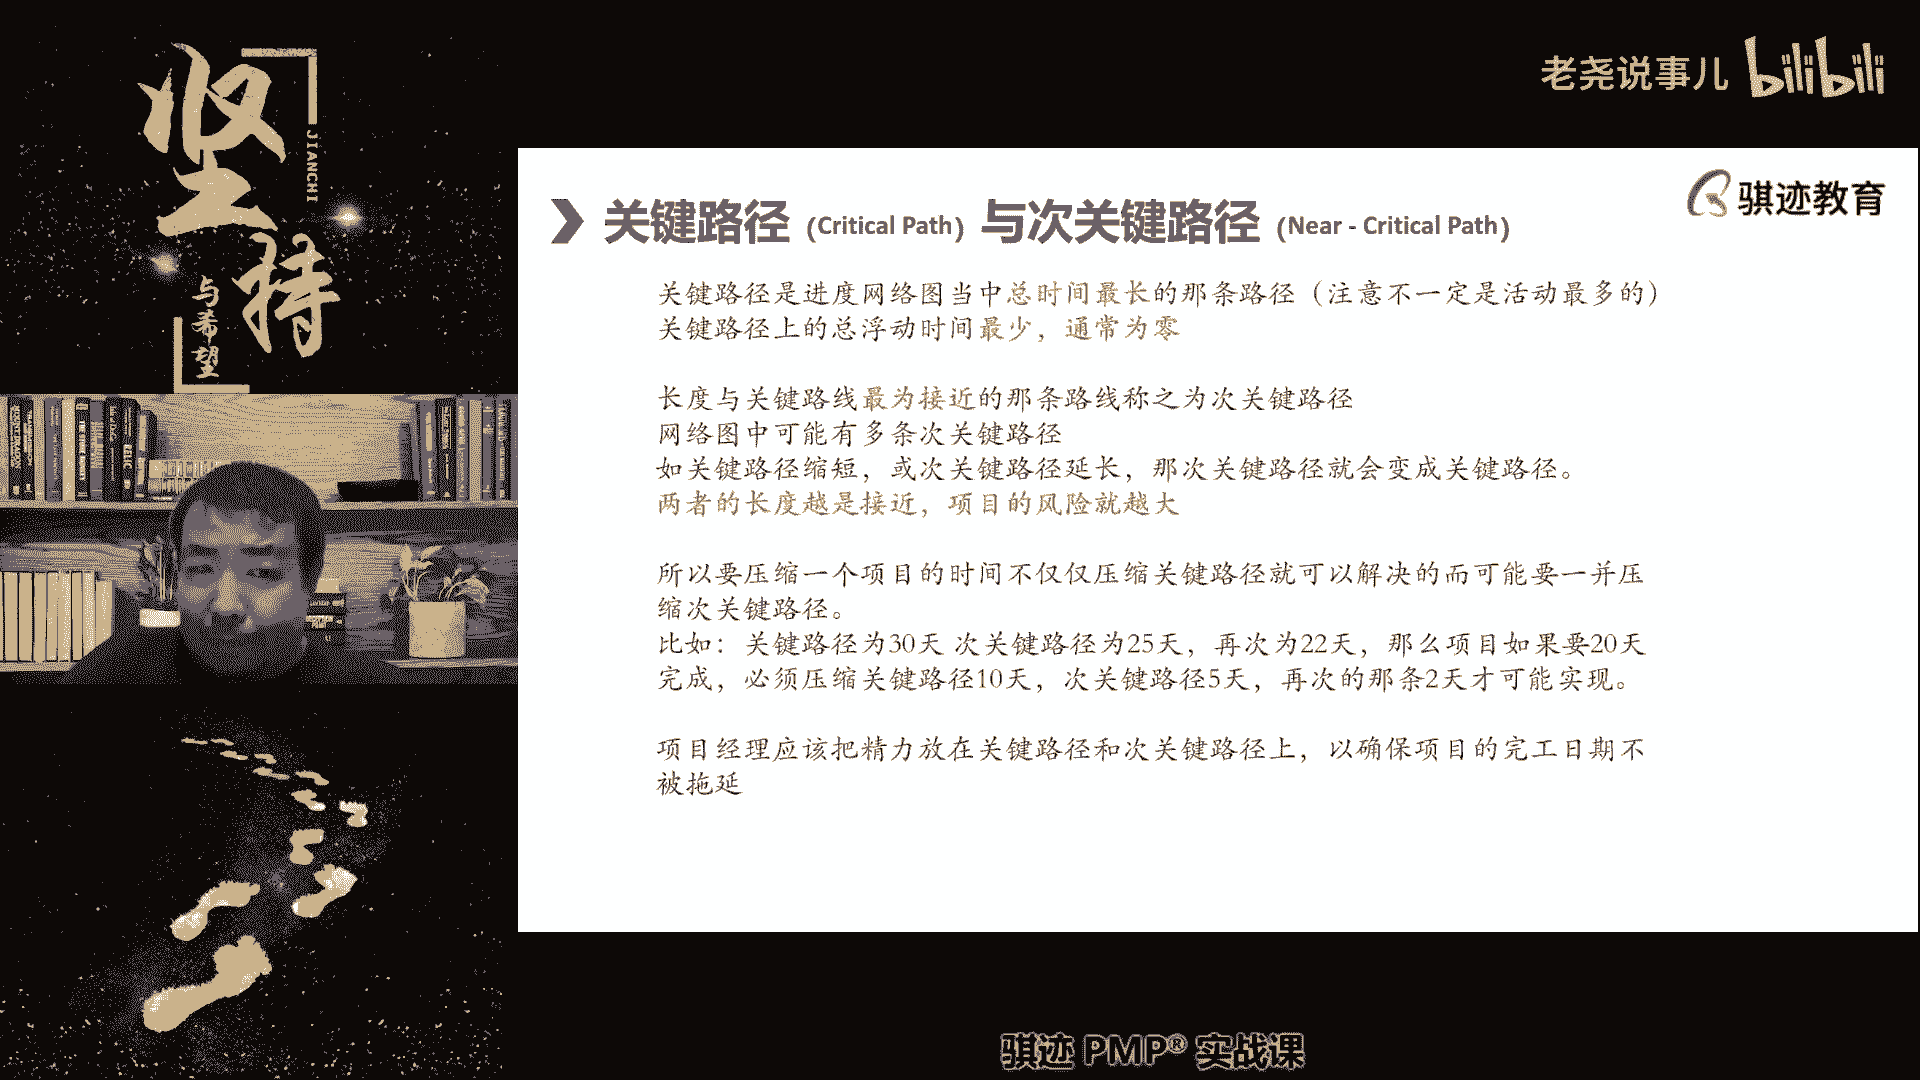 坚持
JIANCHI
与希望
老尧说事儿 bilibili
骐迹教育
关键路径 (Critical Path) 与次关键路径 (Near - Critical Path)
关键路径是进度网络图当中总时间最长的那条路径（注意不一定是活动最多的）
关键路径上的总浮动时间最少，通常为零
长度与关键路线最为接近的那条路线称之为次关键路径
网络图中可能有多条次关键路径
如关键路径缩短，或次关键路径延长，那次关键路径就会变成关键路径。
两者的长度越是接近，项目的风险就越大
所以要压缩一个项目的时间不仅仅压缩关键路径就可以解决的而可能要一并压
缩次关键路径。
比如：关键路径为30天 次关键路径为25天，再次为22天，那么项目如果要20天
完成，必须压缩关键路径10天，次关键路径5天，再次的那条2天才可能实现。
项目经理应该把精力放在关键路径和次关键路径上，以确保项目的完工日期不
被拖延
骐迹 PMP® 实战课